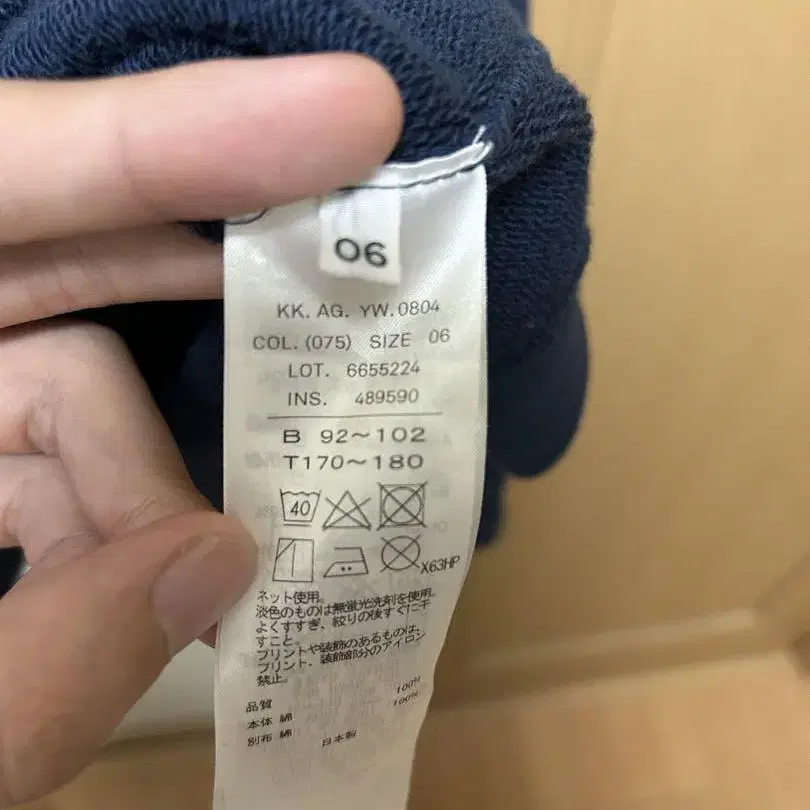 06
KK. AG. YW. 0804
COL. (075) SIZE 06
LOT. 6655224
INS. 489590
B 92～102
T170～180
40
X63HP
ネット使用。
淡色のものは無蛍光洗剤を使用。
よくすすぎ、絞りの後すぐに干
すこと。
プリントや装飾のあるものは、
プリント、装飾部分のアイロン
禁止。
品質
本体 綿 100%
別布 綿 100%
日本製